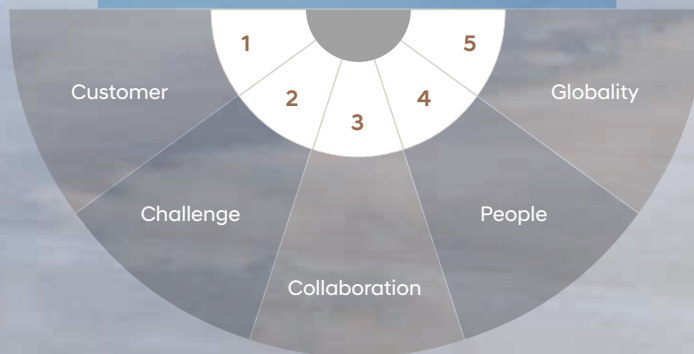 1
Customer
2
Challenge
3
Collaboration
4
People
5
Globality